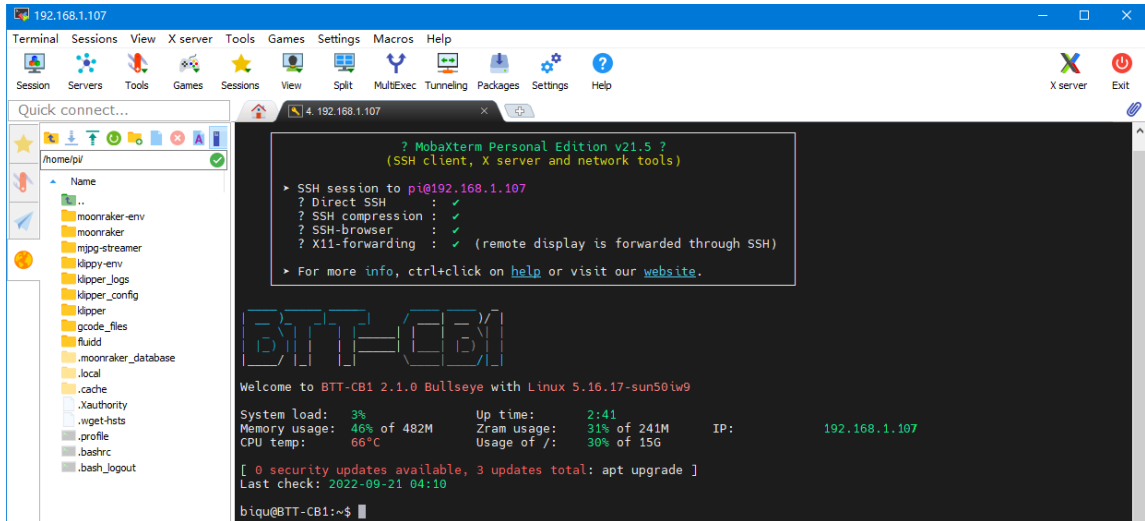 192.168.1.107
Terminal Sessions View X server Tools Games Settings Macros Help
Session Servers Tools Games Sessions View Split MultiExec Tunneling Packages Settings Help X server Exit
Quick connect...
4. 192.168.1.107
/home/pi/
Name
..
moonraker-env
moonraker
mjpg-streamer
klippy-env
klipper_logs
klipper_config
klipper
gcode_files
fluidd
.moonraker_database
.local
.cache
.Xauthority
.wget-hsts
.profile
.bashrc
.bash_logout
? MobaXterm Personal Edition v21.5 ?
(SSH client, X server and network tools)
➤ SSH session to pi@192.168.1.107
? Direct SSH : ✔
? SSH compression : ✔
? SSH-browser : ✔
? X11-forwarding : ✔ (remote display is forwarded through SSH)
➤ For more info, ctrl+click on help or visit our website.
BTT-CB1
Welcome to BTT-CB1 2.1.0 Bullseye with Linux 5.16.17-sun50iw9
System load: 3% Up time: 2:41
Memory usage: 46% of 482M Zram usage: 31% of 241M IP: 192.168.1.107
CPU temp: 66°C Usage of /: 30% of 15G
[ 0 security updates available, 3 updates total: apt upgrade ]
Last check: 2022-09-21 04:10
biqu@BTT-CB1:~$